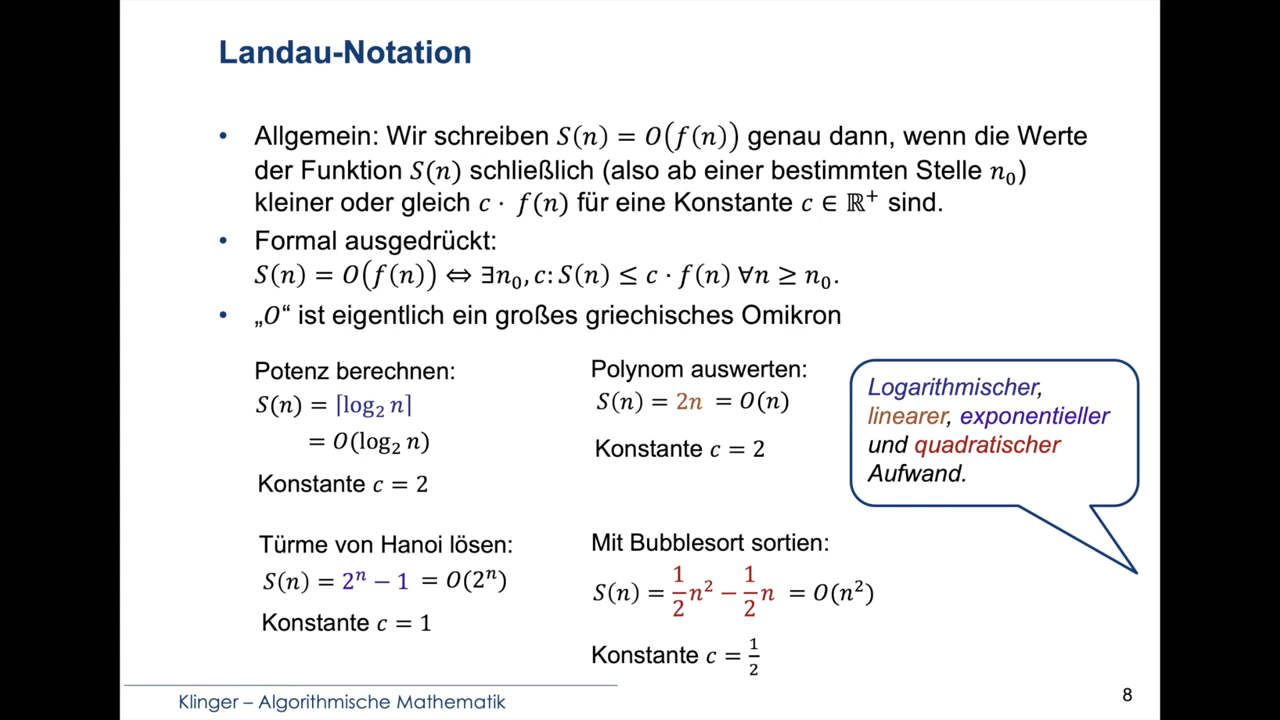 Landau-Notation
• Allgemein: Wir schreiben S(n) = O(f(n)) genau dann, wenn die Werte
der Funktion S(n) schließlich (also ab einer bestimmten Stelle n₀)
kleiner oder gleich c · f(n) für eine Konstante c ∈ ℝ⁺ sind.
• Formal ausgedrückt:
S(n) = O(f(n)) ⇔ ∃n₀, c: S(n) ≤ c · f(n) ∀n ≥ n₀.
• „O“ ist eigentlich ein großes griechisches Omikron
Potenz berechnen:
S(n) = ⌈log₂ n⌉
= O(log₂ n)
Konstante c = 2
Polynom auswerten:
S(n) = 2n = O(n)
Konstante c = 2
Logarithmischer,
linearer, exponentieller
und quadratischer
Aufwand.
Türme von Hanoi lösen:
S(n) = 2ⁿ − 1 = O(2ⁿ)
Konstante c = 1
Mit Bubblesort sortien:
S(n) = 1/2 n² − 1/2 n = O(n²)
Konstante c = 1/2
Klinger – Algorithmische Mathematik
8